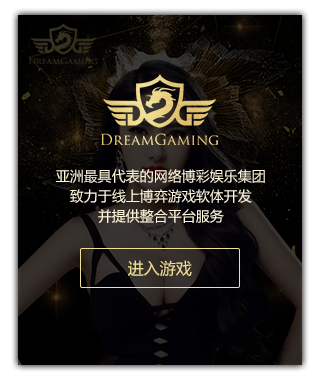 DREAMGAMING
DREAMGAMING
亚洲最具代表的网络博彩娱乐集团
致力于线上博弈游戏软体开发
并提供整合平台服务
进入游戏